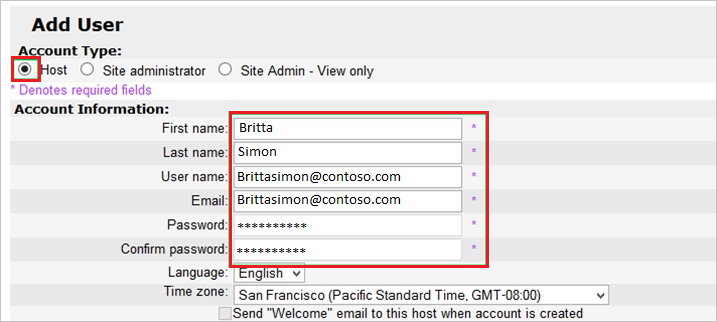 Add User
Account Type:
Host Site administrator Site Admin - View only
* Denotes required fields
Account Information:
First name: Britta *
Last name: Simon *
User name: Brittasimon@contoso.com *
Email: Brittasimon@contoso.com *
Password: ********** *
Confirm password: ********** *
Language: English
Time zone: San Francisco (Pacific Standard Time, GMT-08:00)
Send "Welcome" email to this host when account is created